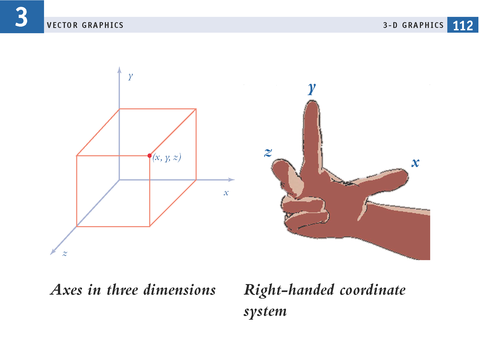 3
VECTOR GRAPHICS
3-D GRAPHICS 112
y
(x, y, z)
x
z
y
z
x
Axes in three dimensions
Right-handed coordinate
system